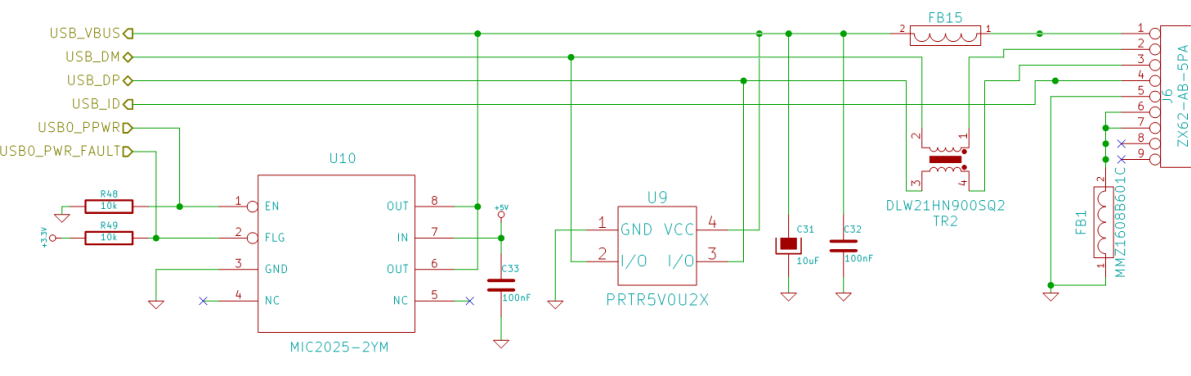 USB_VBUS
USB_DM
USB_DP
USB_ID
USB0_PPWR
USB0_PWR_FAULT
2 FB15 1
1
2
3
4
5
6
7
8
9
J6
ZX62-AB-5PA
2 1
3 4
DLW21HN900SQ2
TR2
2
FB1
1
MMZ1608B601C
U10
R48
10k
R49
10k
+3.3V
1 EN
2 FLG
3 GND
4 NC
OUT 8
IN 7
OUT 6
NC 5
MIC2025-2YM
+5V
C33
100nF
U9
1 GND VCC 4
2 I/O I/O 3
PRTR5V0U2X
C31
10uF
C32
100nF